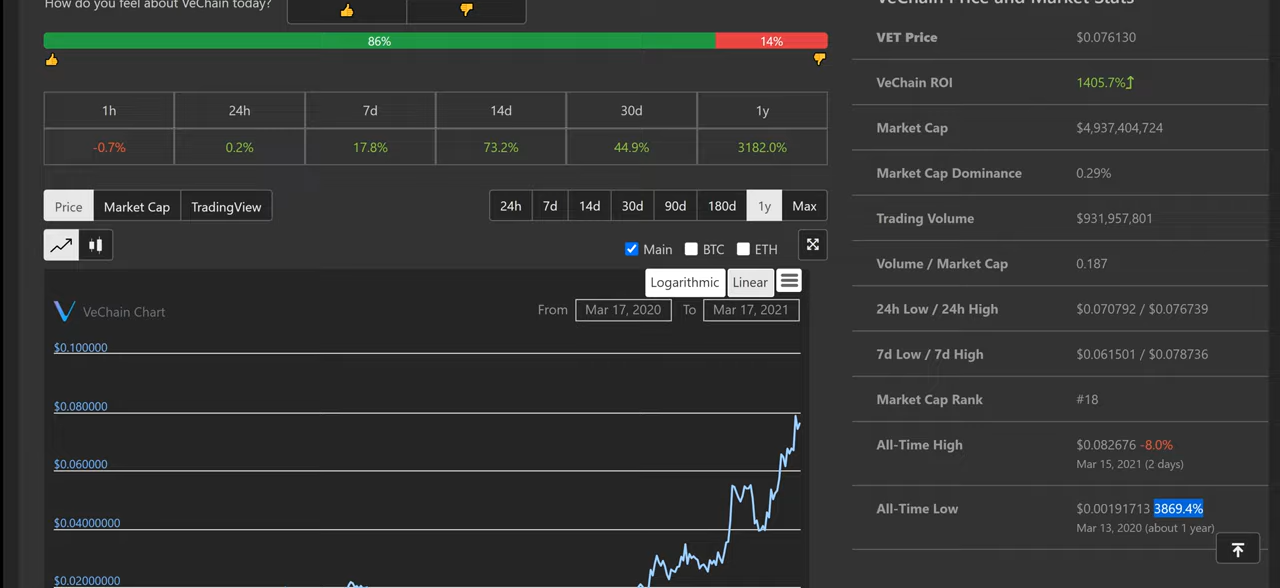 How do you feel about VeChain today?
86%
14%
1h 24h 7d 14d 30d 1y
-0.7% 0.2% 17.8% 73.2% 44.9% 3182.0%
Price Market Cap TradingView
24h 7d 14d 30d 90d 180d 1y Max
Main BTC ETH
Logarithmic Linear
VeChain Chart
From Mar 17, 2020 To Mar 17, 2021
$0.100000
$0.080000
$0.060000
$0.04000000
$0.02000000
VeChain Price and Market Stats
VET Price $0.076130
VeChain ROI 1405.7%
Market Cap $4,937,404,724
Market Cap Dominance 0.29%
Trading Volume $931,957,801
Volume / Market Cap 0.187
24h Low / 24h High $0.070792 / $0.076739
7d Low / 7d High $0.061501 / $0.078736
Market Cap Rank #18
All-Time High $0.082676 -8.0%
Mar 15, 2021 (2 days)
All-Time Low $0.00191713 3869.4%
Mar 13, 2020 (about 1 year)